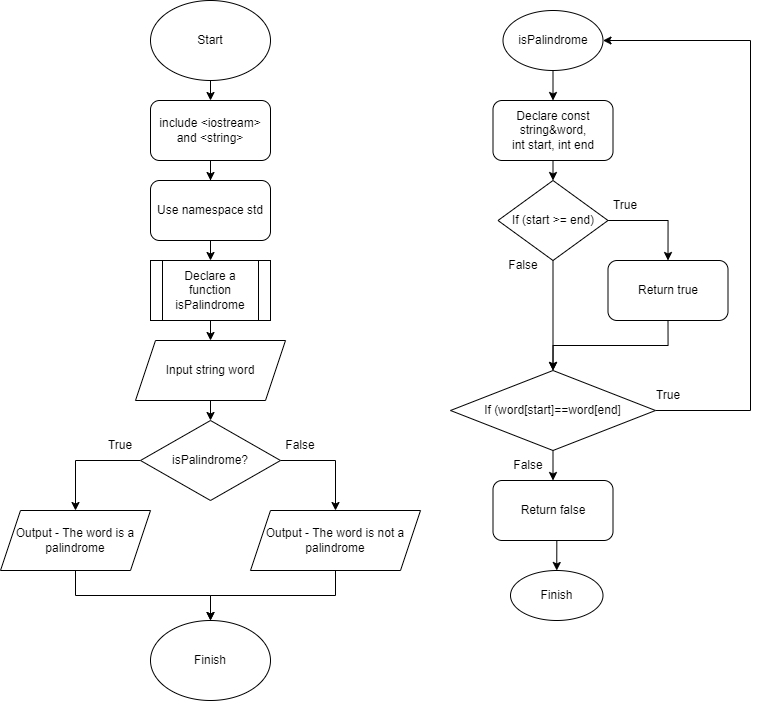 Start
include <iostream>
and <string>
Use namespace std
Declare a
function
isPalindrome
Input string word
isPalindrome?
True
False
Output - The word is a
palindrome
Output - The word is not a
palindrome
Finish
isPalindrome
Declare const
string&word,
int start, int end
If (start >= end)
True
False
Return true
If (word[start]==word[end]
True
False
Return false
Finish